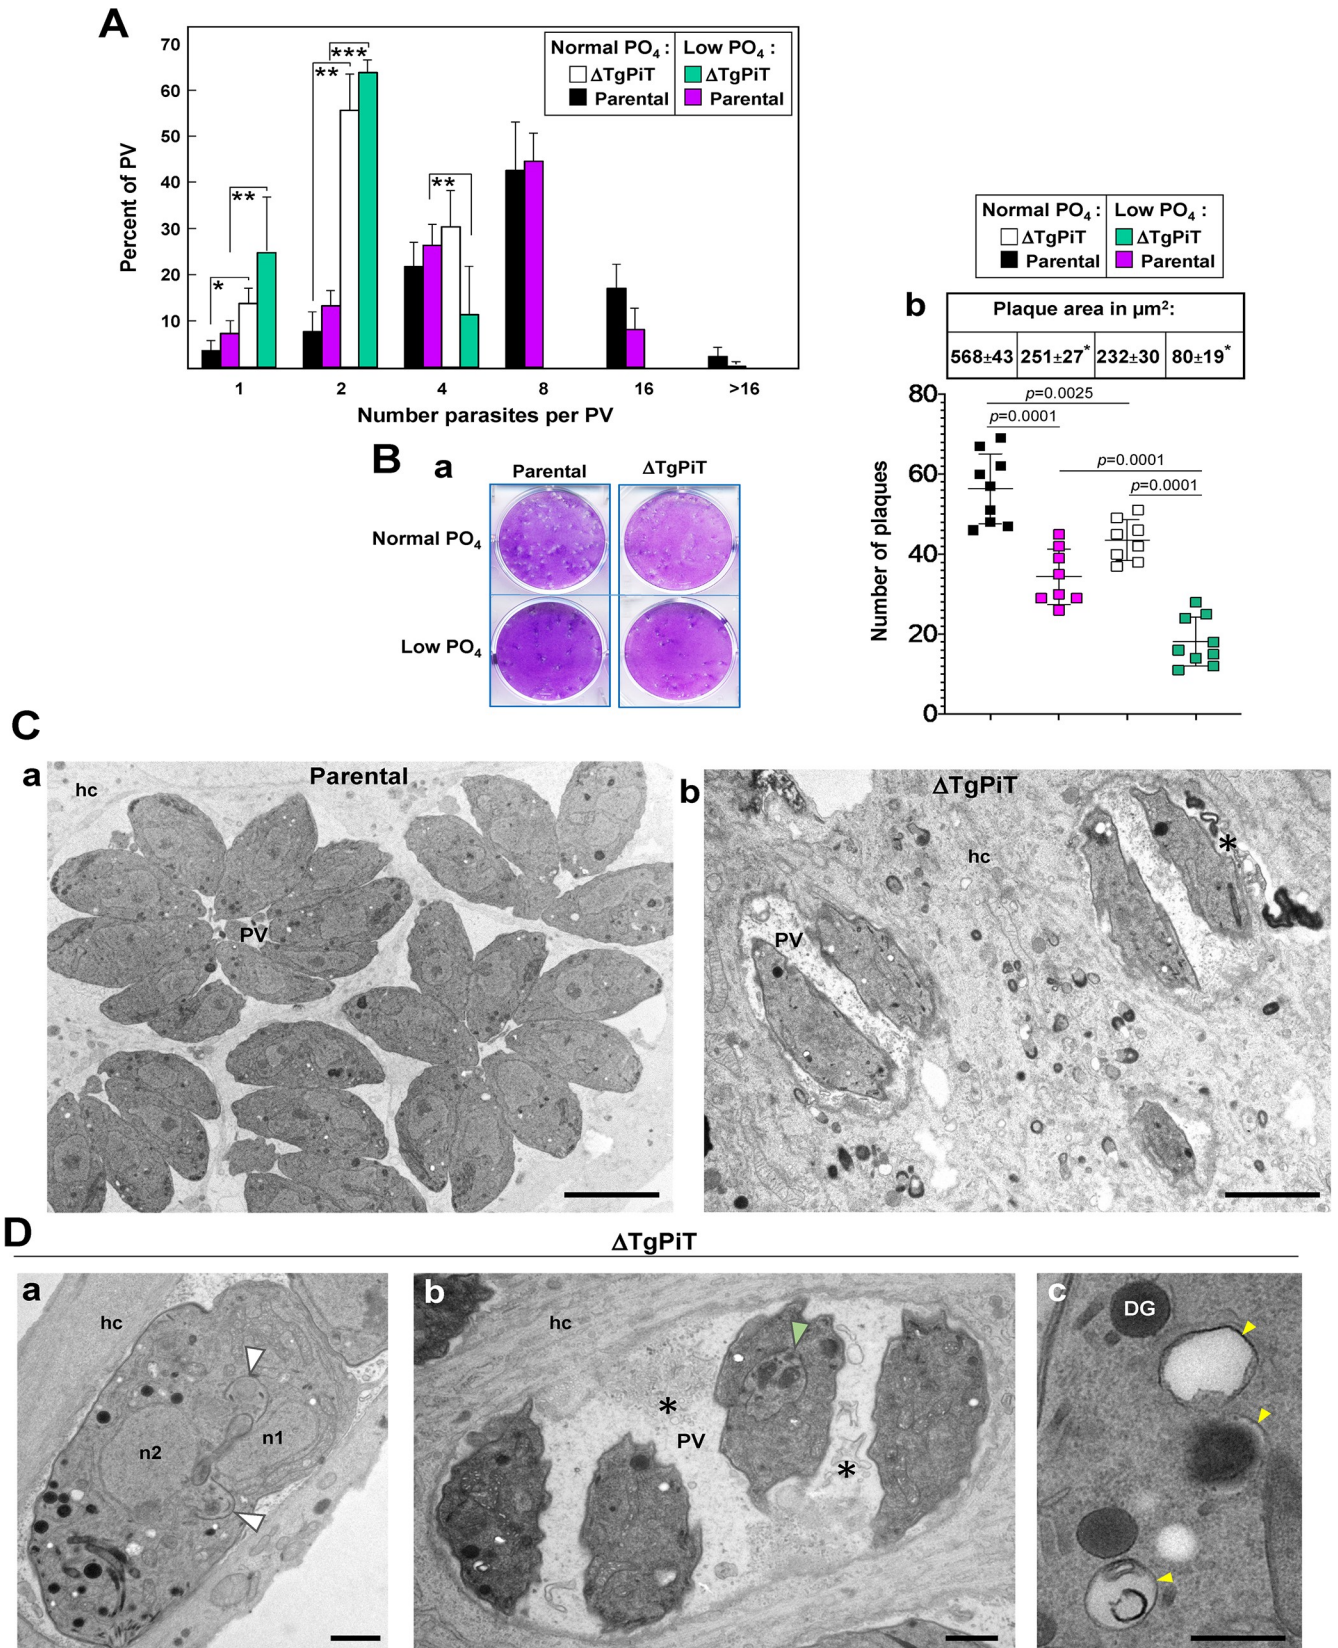 A
Percent of PV
70
60
50
40
30
20
10
*
**
**
***
**
Normal PO4 : Low PO4 :
ΔTgPiT ΔTgPiT
Parental Parental
1 2 4 8 16 >16
Number parasites per PV
B
a
Parental ΔTgPiT
Normal PO4
Low PO4
Normal PO4 : Low PO4 :
ΔTgPiT ΔTgPiT
Parental Parental
b
Plaque area in µm²:
568±43 251±27* 232±30 80±19*
Number of plaques
80
60
40
20
0
p=0.0025
p=0.0001
p=0.0001
p=0.0001
C
a
Parental
hc
PV
b
ΔTgPiT
hc
PV
*
D
ΔTgPiT
a
hc
n2
n1
b
hc
*
PV
*
c
DG